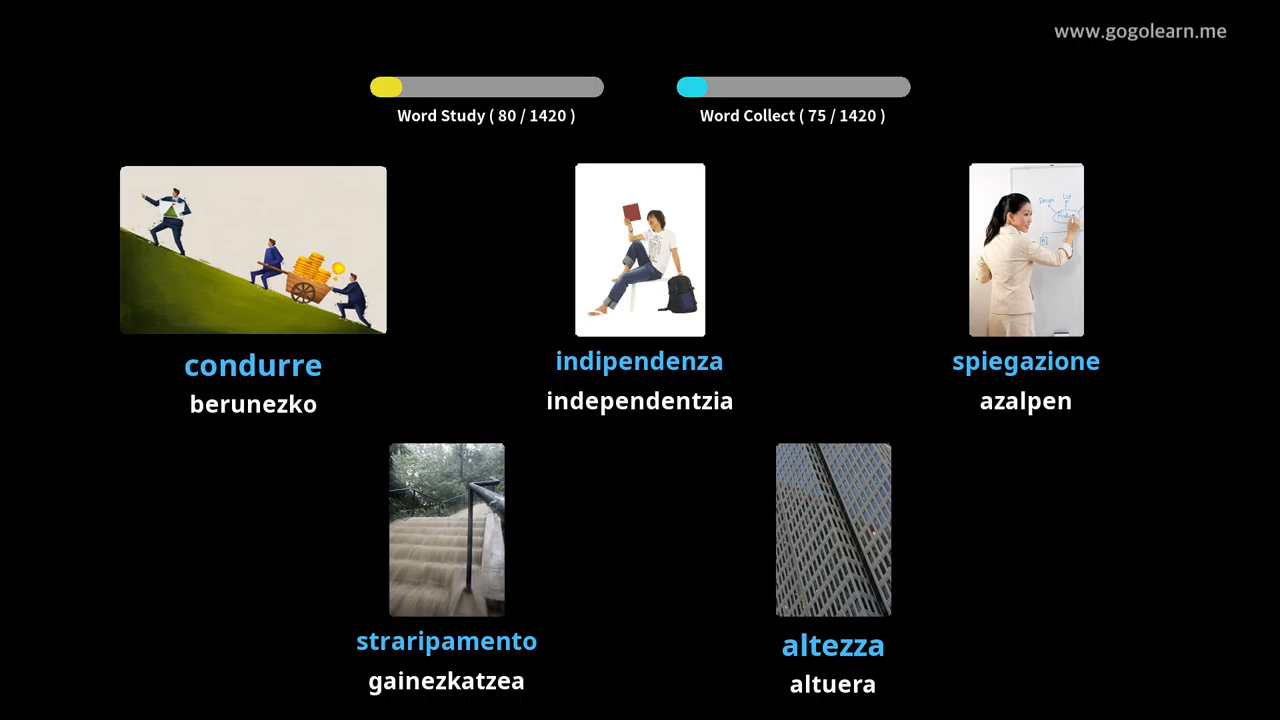 www.gogolearn.me
Word Study ( 80 / 1420 )
Word Collect ( 75 / 1420 )
condurre
berunezko
indipendenza
independentzia
spiegazione
azalpen
straripamento
gainezkatzea
altezza
altuera